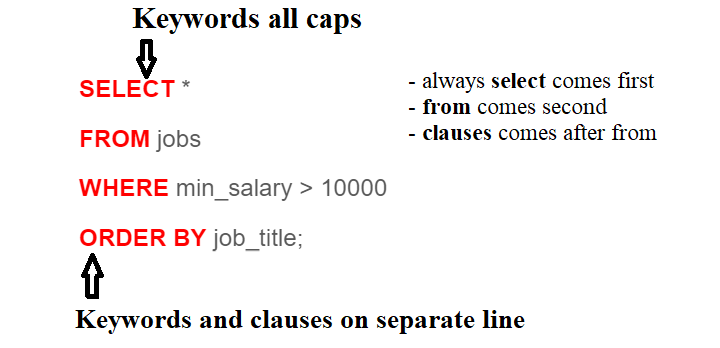 Keywords all caps
SELECT *
- always select comes first
FROM jobs
- from comes second
- clauses comes after from
WHERE min_salary > 10000
ORDER BY job_title;
Keywords and clauses on separate line